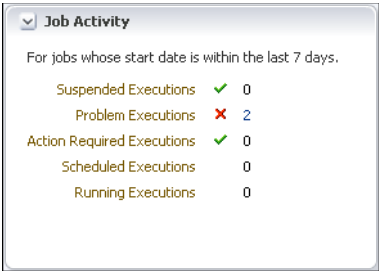 Job Activity
For jobs whose start date is within the last 7 days.
Suspended Executions 0
Problem Executions 2
Action Required Executions 0
Scheduled Executions 0
Running Executions 0